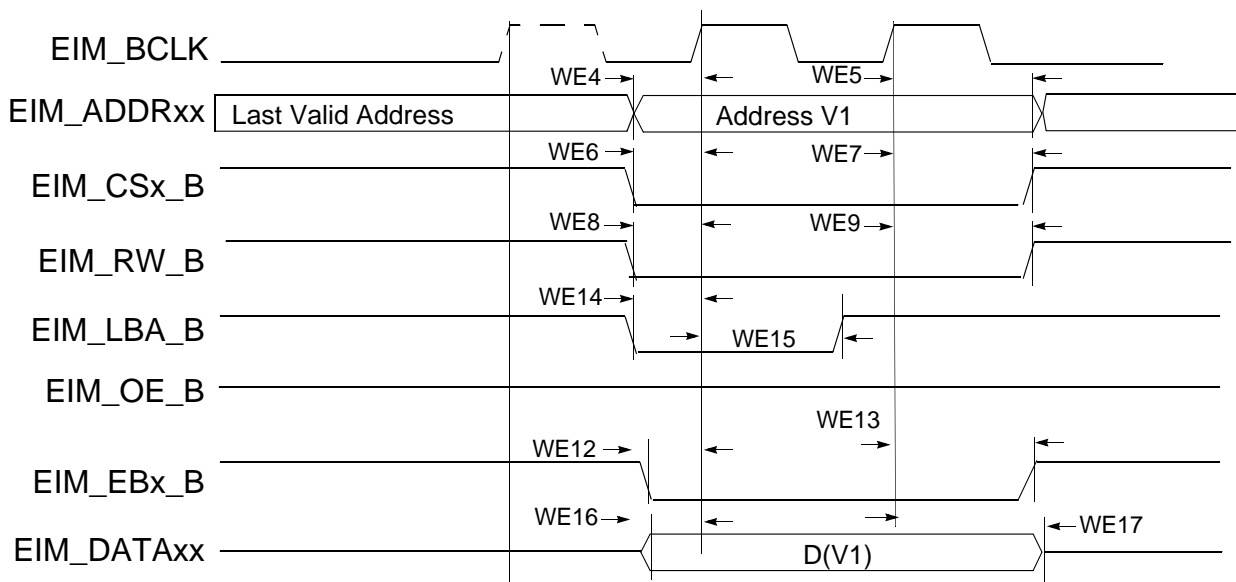 EIM_BCLK
WE4 WE5
EIM_ADDRxx Last Valid Address Address V1
WE6 WE7
EIM_CSx_B
WE8 WE9
EIM_RW_B
WE14
EIM_LBA_B WE15
EIM_OE_B
WE13
WE12
EIM_EBx_B
WE16 WE17
EIM_DATAxx D(V1)